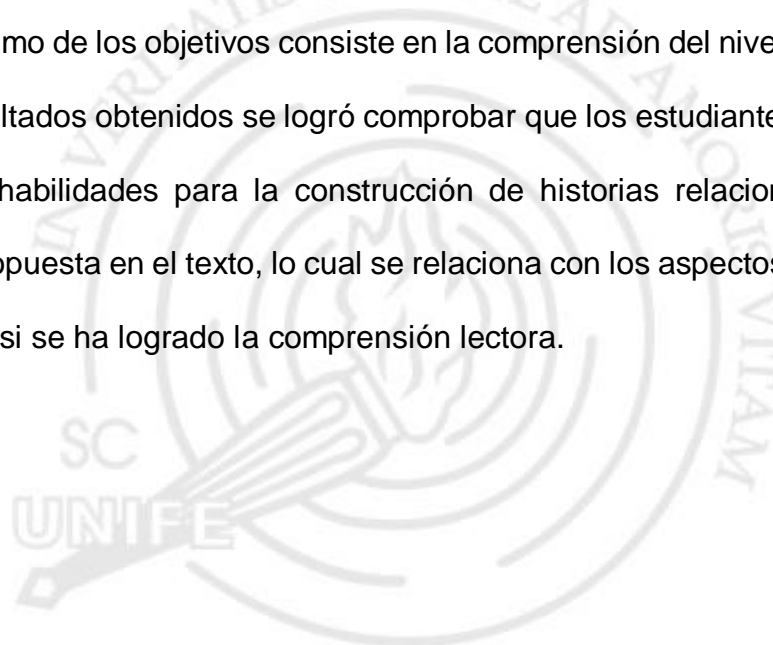 mo de los objetivos consiste en la comprensión del nive
ltados obtenidos se logró comprobar que los estudiante
habilidades para la construcción de historias relacion
opuesta en el texto, lo cual se relaciona con los aspectos
si se ha logrado la comprensión lectora.
SC
UNIFE
VITAM